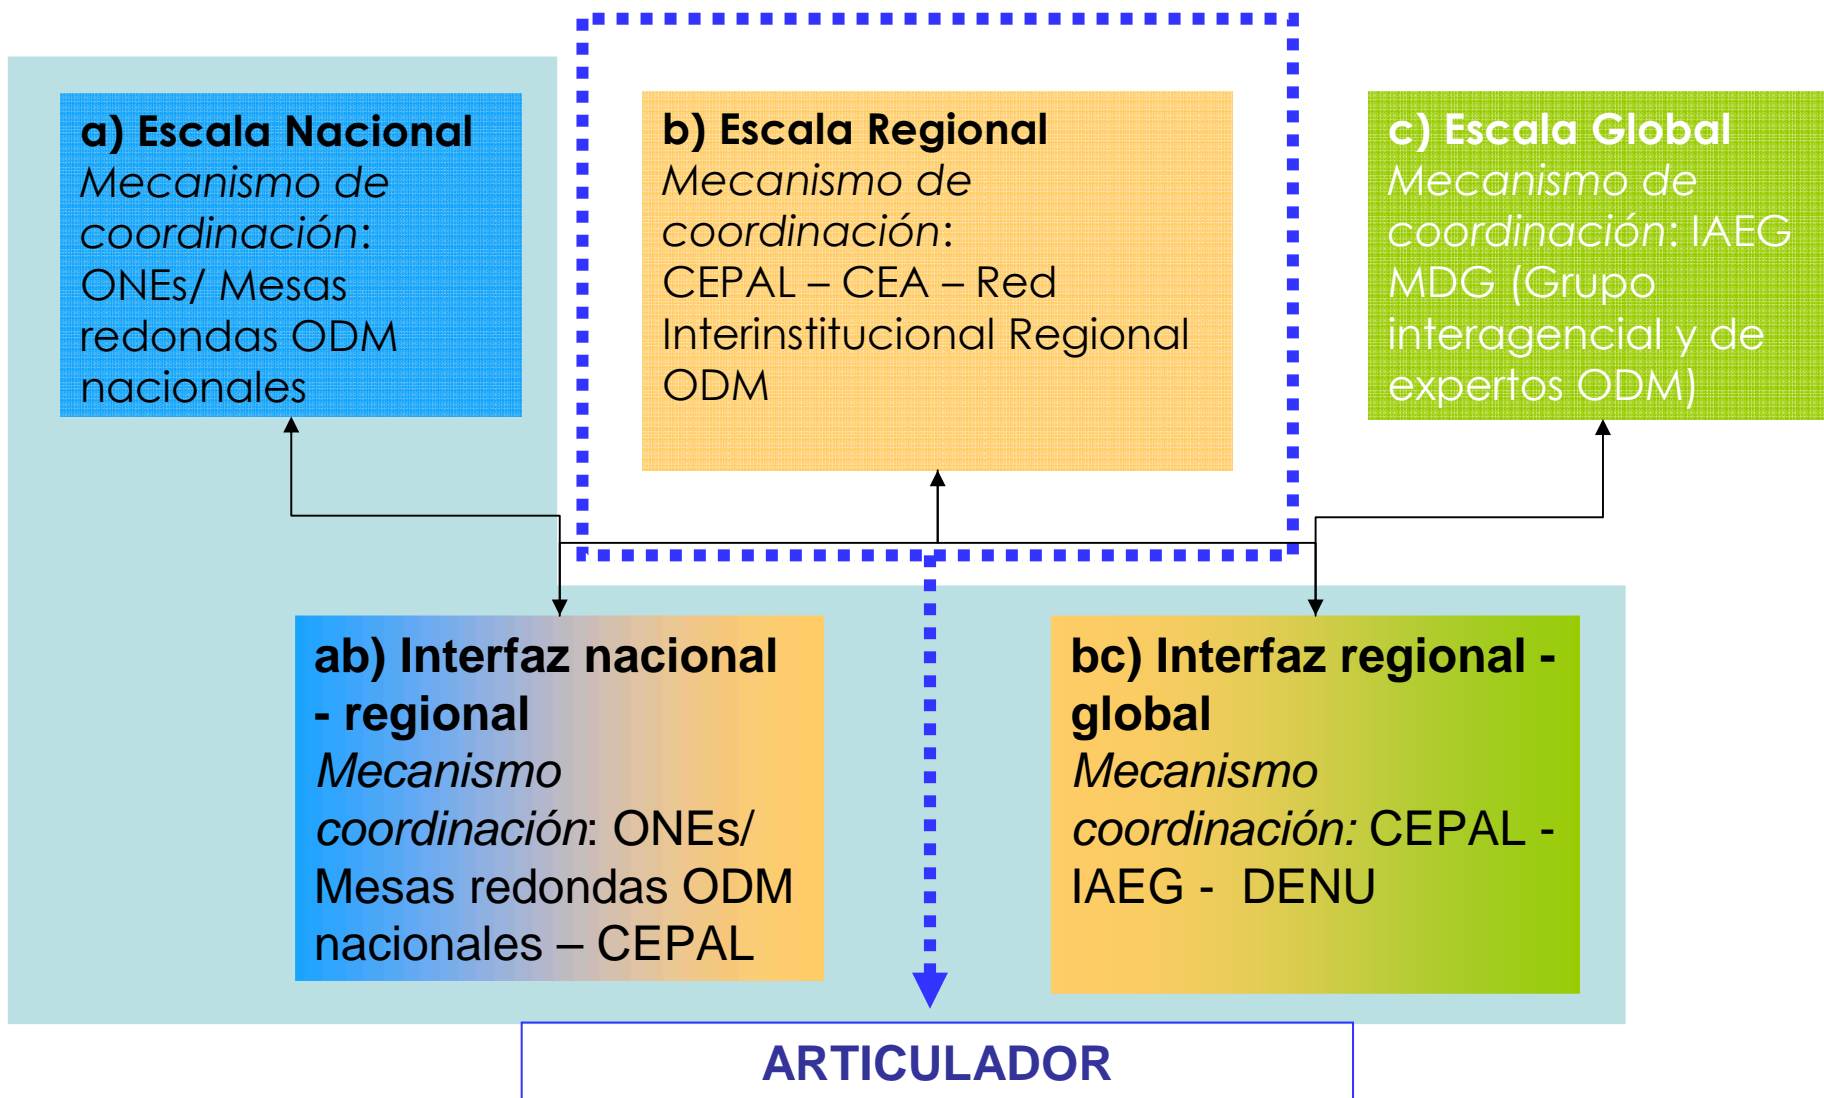 a) Escala Nacional
Mecanismo de
coordinación:
ONEs/ Mesas
redondas ODM
nacionales
b) Escala Regional
Mecanismo de
coordinación:
CEPAL – CEA – Red
Interinstitucional Regional
ODM
c) Escala Global
Mecanismo de
coordinación: IAEG
MDG (Grupo
interagencial y de
expertos ODM)
ab) Interfaz nacional
- regional
Mecanismo
coordinación: ONEs/
Mesas redondas ODM
nacionales – CEPAL
bc) Interfaz regional -
global
Mecanismo
coordinación: CEPAL -
IAEG - DENU
ARTICULADOR